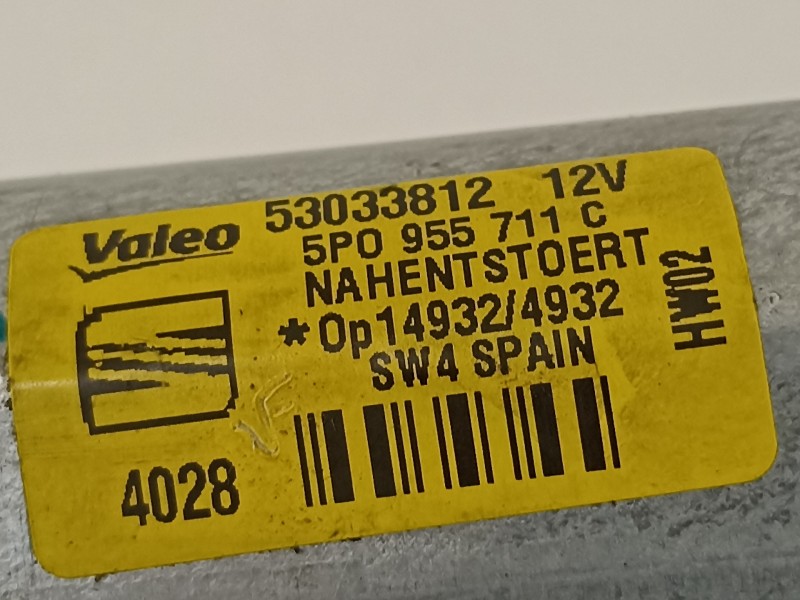 Valeo 53033812 12V
5P0 955 711 C
NAHENTSTOERT
*Op14932/4932
SW4 SPAIN
HW02
4028